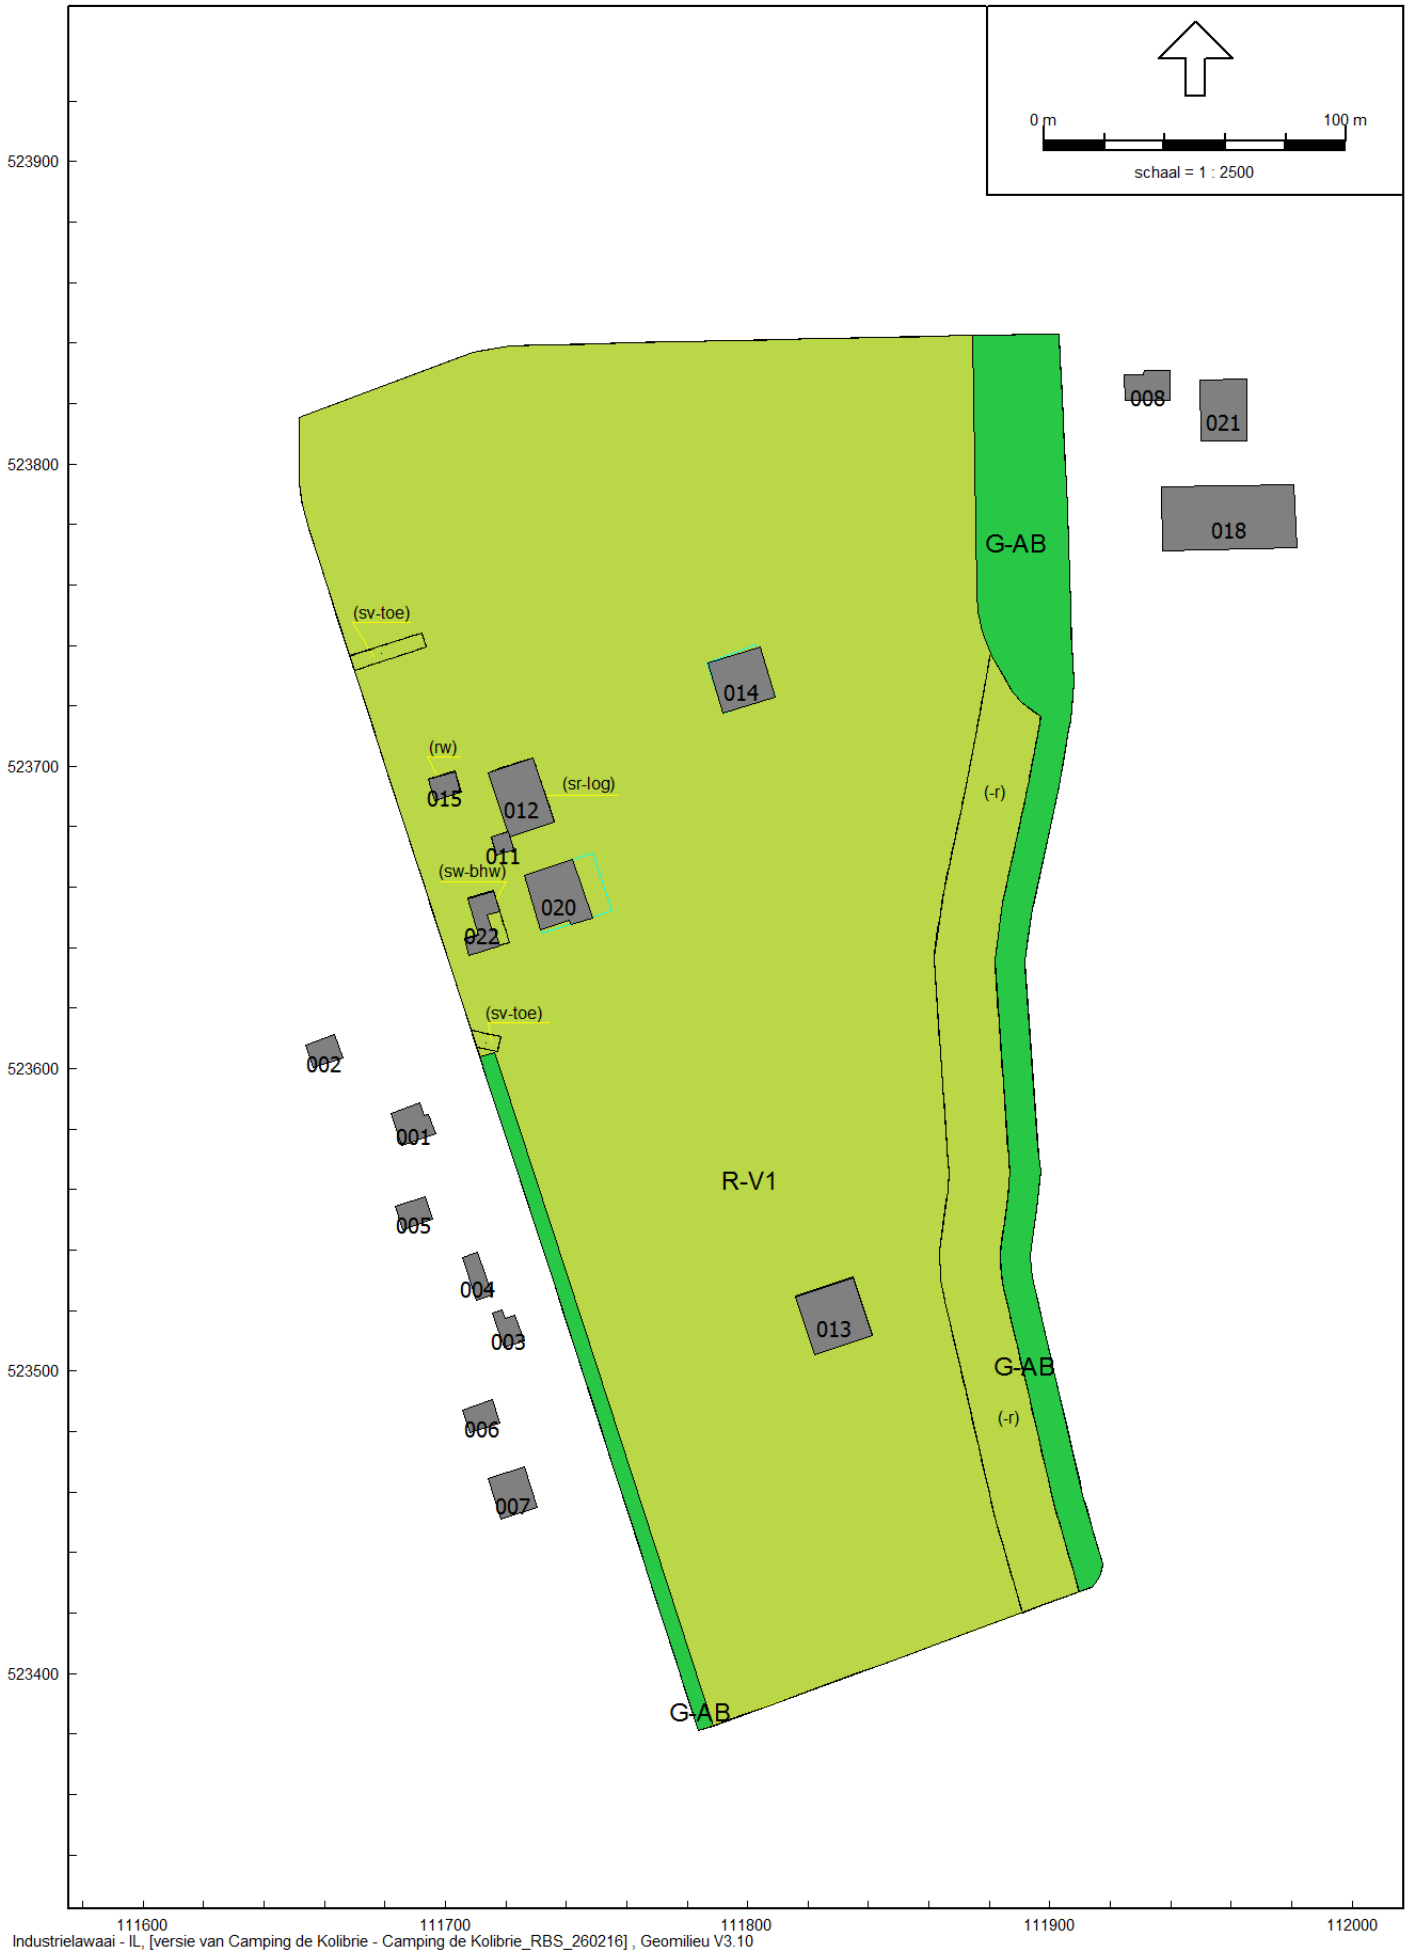 0 m 100 m
schaal = 1 : 2500
523900
523800
523700
523600
523500
523400
008
021
018
G-AB
(sv-toe)
014
(rw)
015
(sr-log)
012
(-r)
011
(sw-bhw)
020
022
(sv-toe)
002
001
R-V1
005
004
013
003
G-AB
(-r)
006
007
G-AB
111600 111700 111800 111900 112000
Industrielawaai - IL, [versie van Camping de Kolibrie - Camping de Kolibrie_RBS_260216] , Geomilieu V3.10